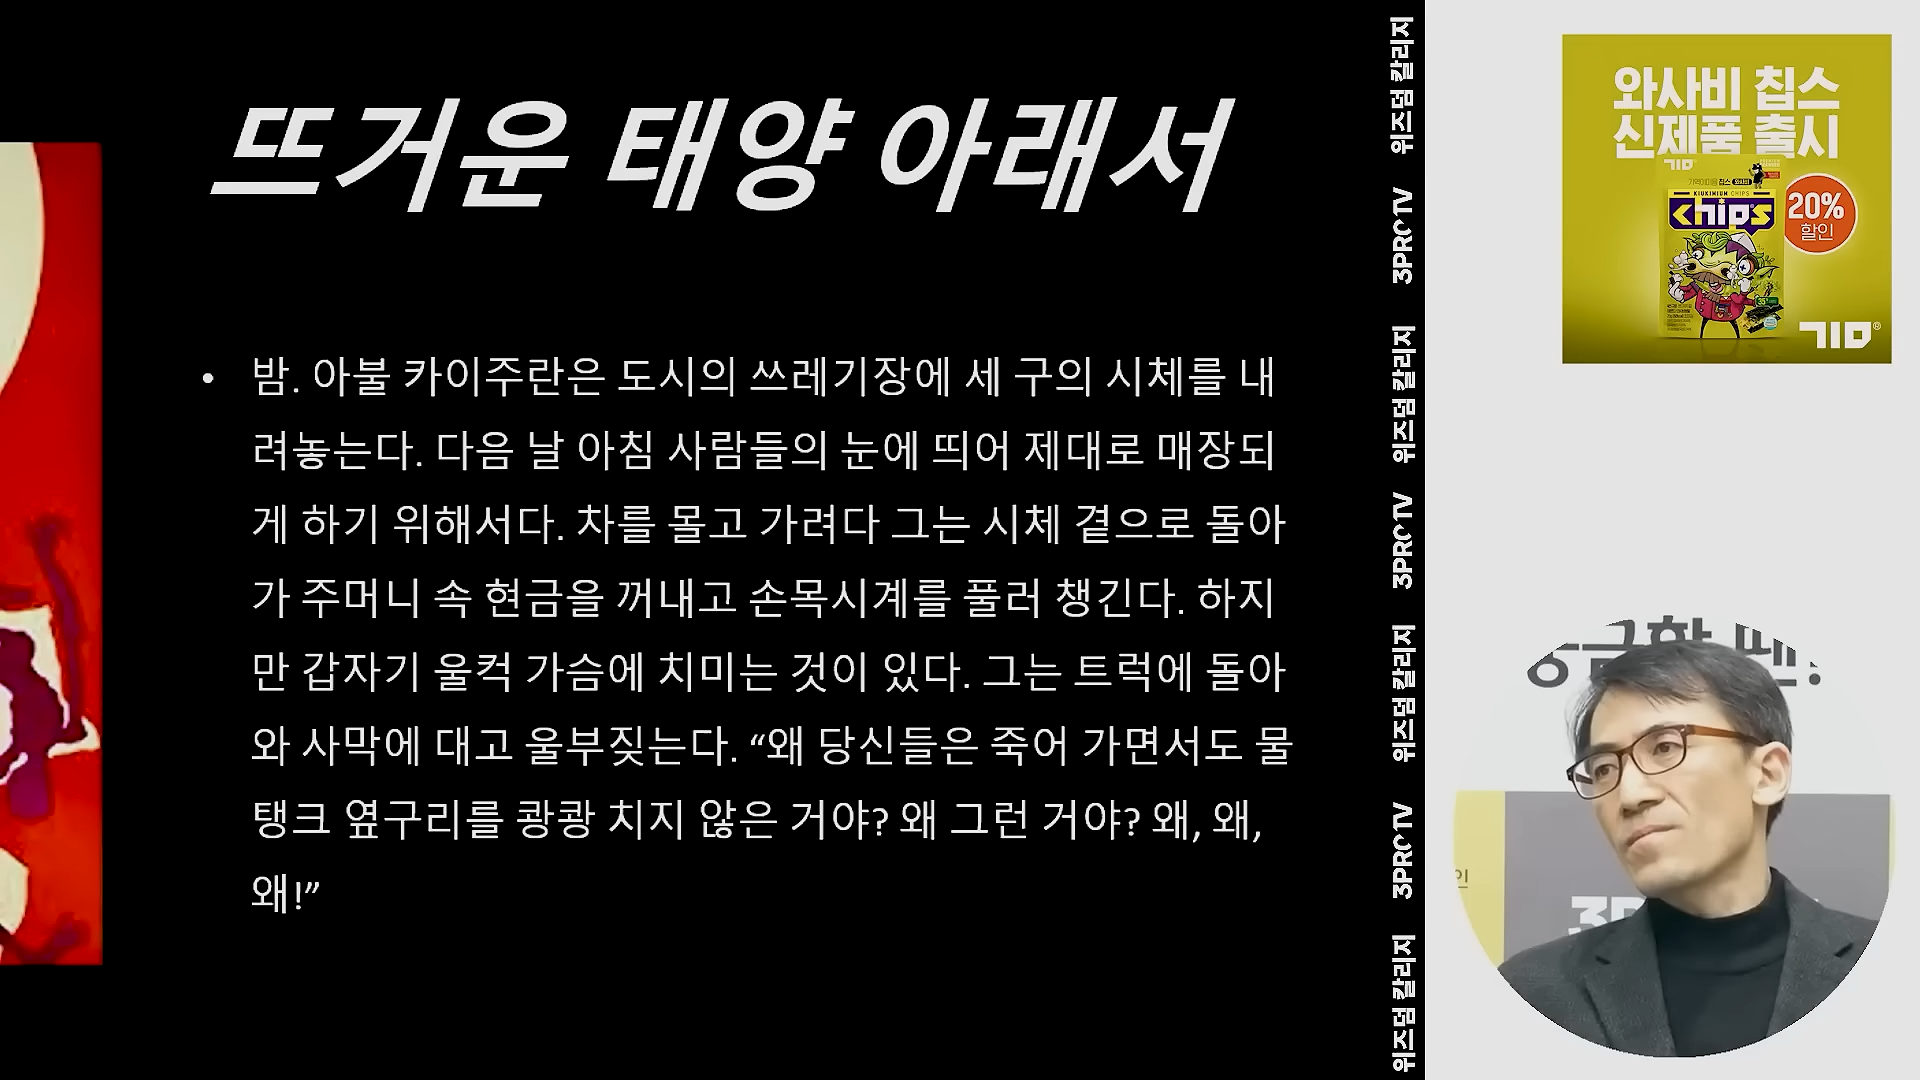 뜨거운 태양 아래서
• 밤. 아불 카이주란은 도시의 쓰레기장에 세 구의 시체를 내
려놓는다. 다음 날 아침 사람들의 눈에 띄어 제대로 매장되
게 하기 위해서다. 차를 몰고 가려다 그는 시체 곁으로 돌아
가 주머니 속 현금을 꺼내고 손목시계를 풀러 챙긴다. 하지
만 갑자기 울컥 가슴에 치미는 것이 있다. 그는 트럭에 돌아
와 사막에 대고 울부짖는다. “왜 당신들은 죽어 가면서도 물
탱크 옆구리를 쾅쾅 치지 않은 거야? 왜 그런 거야? 왜, 왜,
왜!”
위즈덤 칼리지
3PROTV
위즈덤 칼리지
3PROTV
위즈덤 칼리지
3PROTV
위즈덤 칼리지
와사비 칩스
신제품 출시
기ㅁ
KIUKIMIUM CHIPS
chip's
20%
할인
기ㅁ®
궁금할 땐!
인